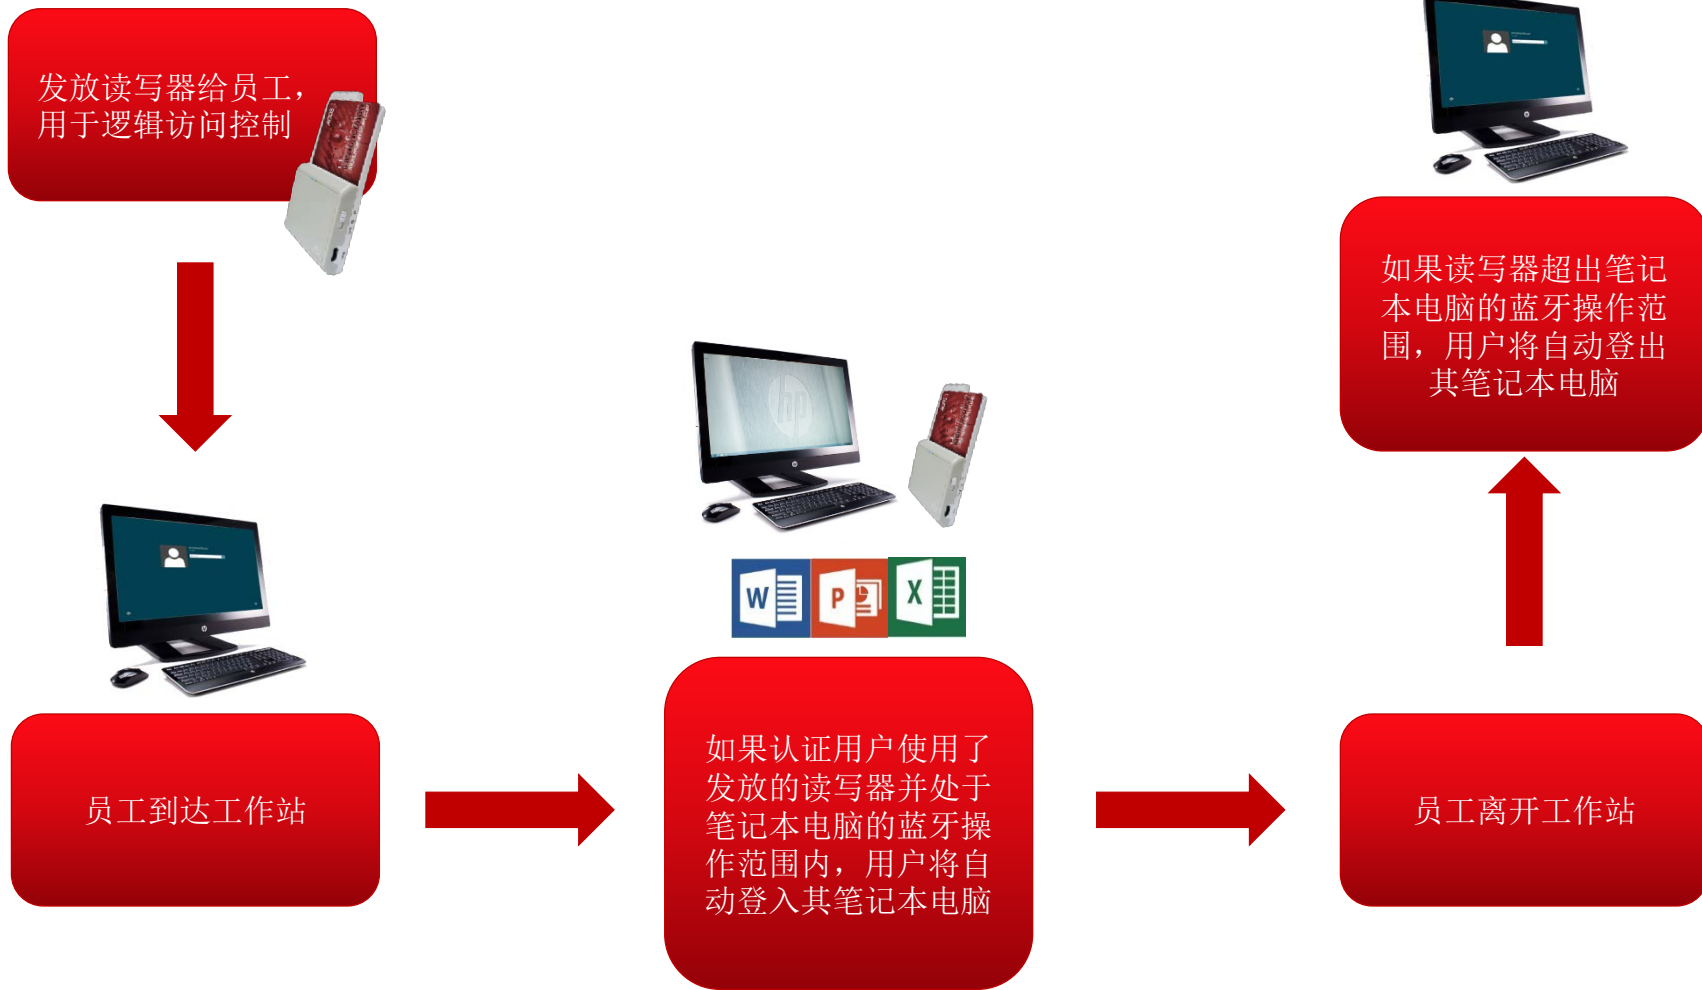 发放读写器给员工，
用于逻辑访问控制
员工到达工作站
hp
W
P
X
如果认证用户使用了
发放的读写器并处于
笔记本电脑的蓝牙操
作范围内，用户将自
动登入其笔记本电脑
员工离开工作站
如果读写器超出笔记
本电脑的蓝牙操作范
围，用户将自动登出
其笔记本电脑